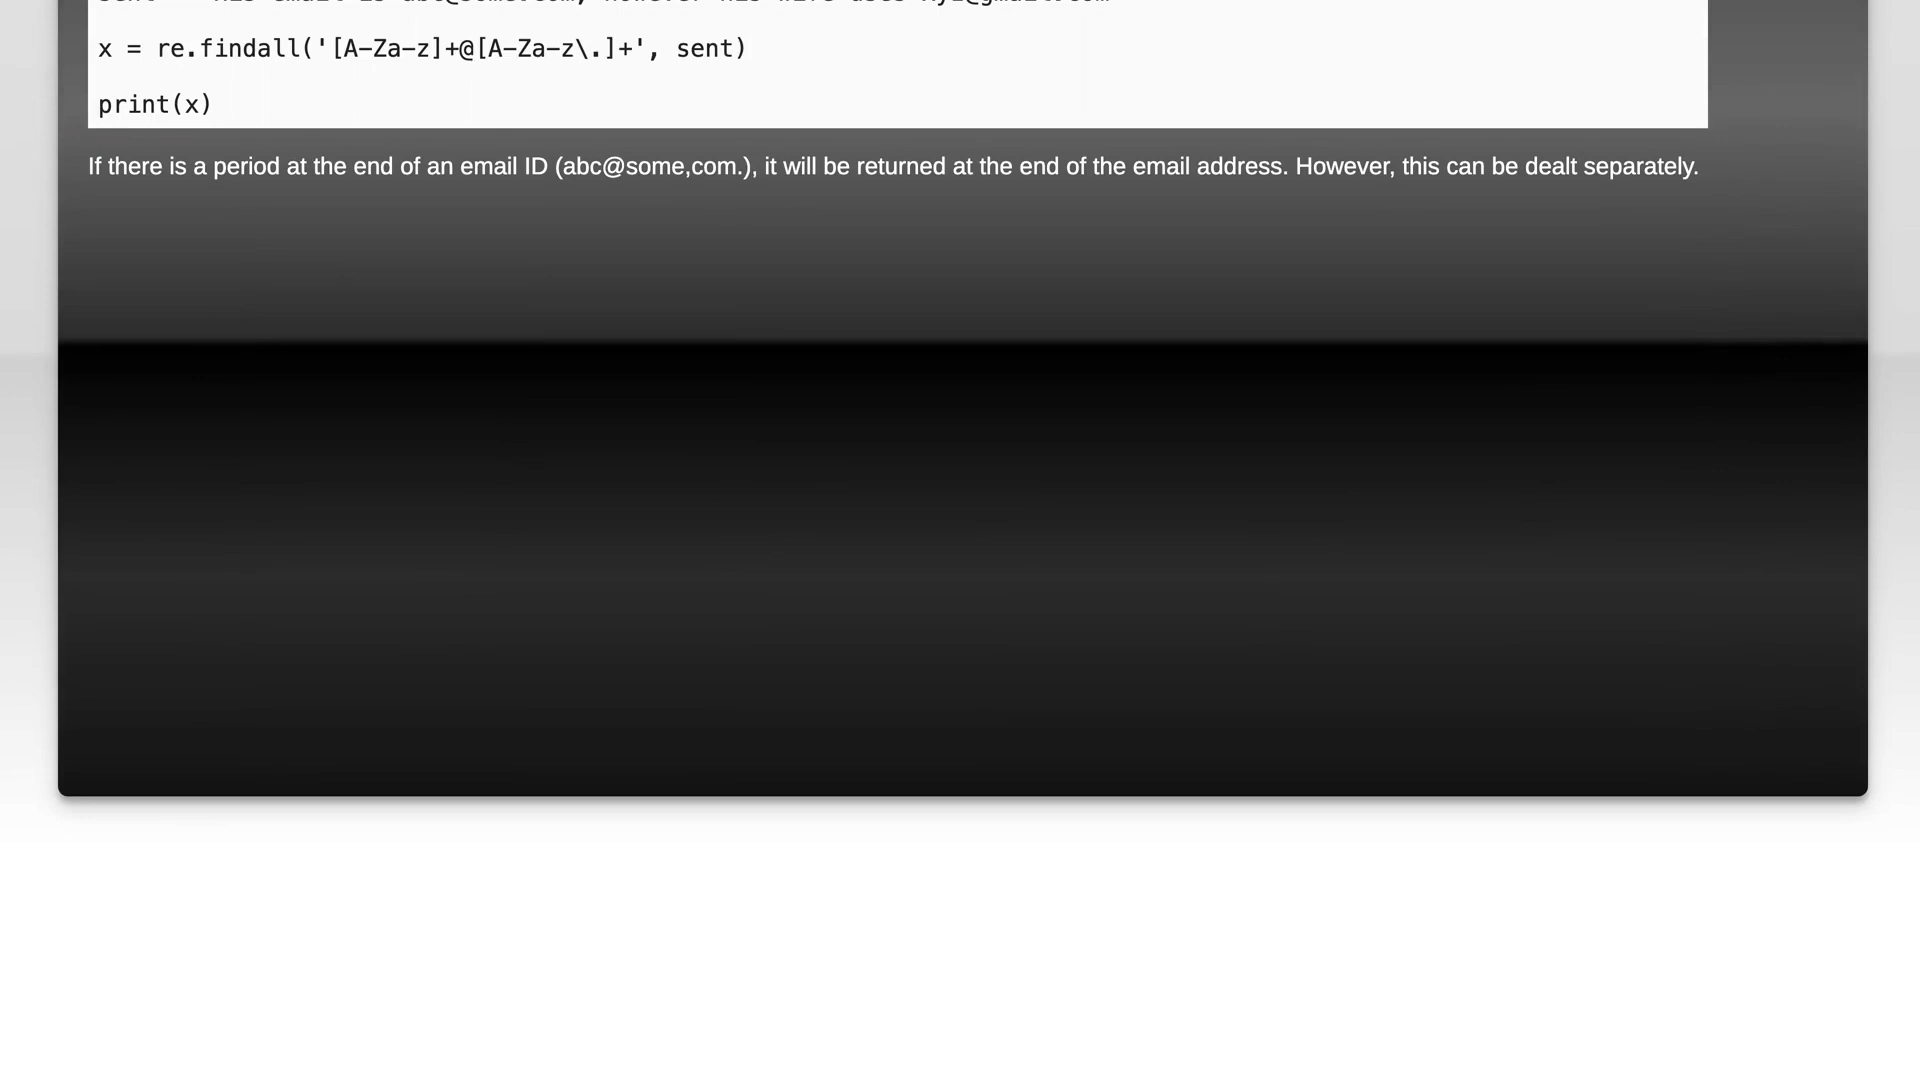 x = re.findall('[A-Za-z]+@[A-Za-z\.]+', sent)
print(x)
If there is a period at the end of an email ID (abc@some,com.), it will be returned at the end of the email address. However, this can be dealt separately.